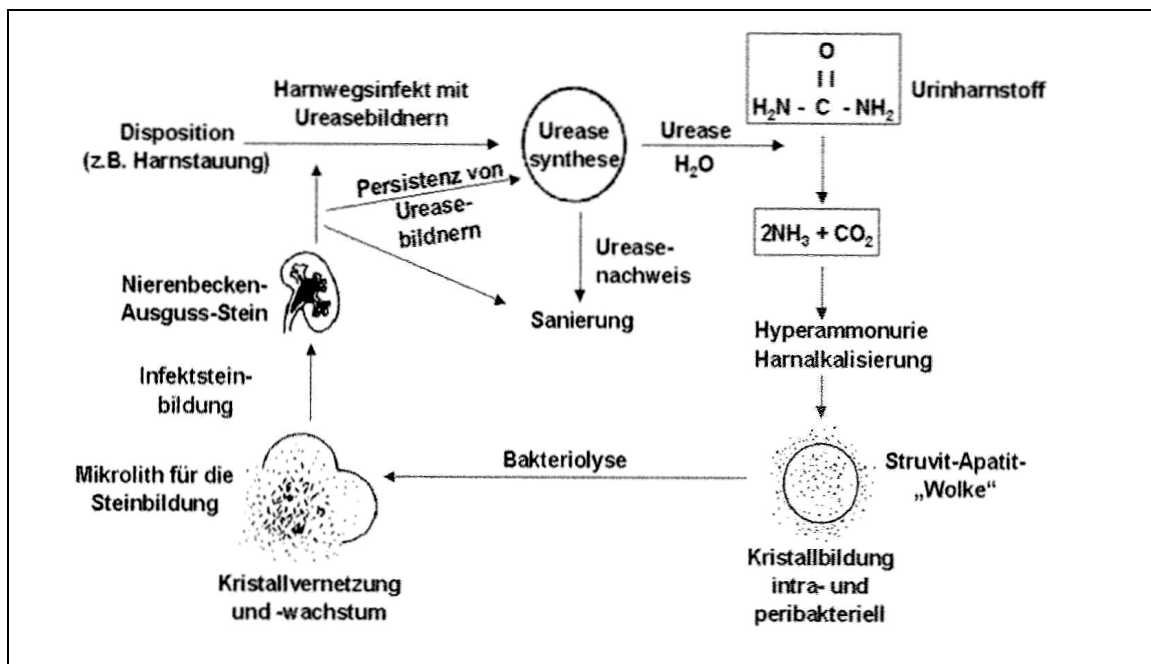 Harnwegsinfekt mit
Ureasebildnern
Disposition
(z.B. Harnstauung)
Urease
synthese
Urease
H₂O
O
||
H₂N - C - NH₂
Urinharnstoff
Persistenz von
Urease-
bildnern
Urease-
nachweis
Sanierung
2NH₃ + CO₂
Nierenbecken-
Ausguss-Stein
Hyperammonurie
Harnalkalisierung
Infektstein-
bildung
Mikrolith für die
Steinbildung
Bakteriolyse
Struvit-Apatit-
„Wolke“
Kristallvernetzung
und -wachstum
Kristallbildung
intra- und
peribakteriell